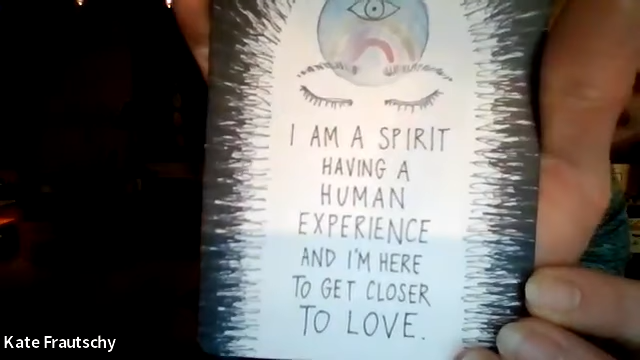 I AM A SPIRIT
HAVING A
HUMAN
EXPERIENCE
AND I'M HERE
TO GET CLOSER
TO LOVE.
Kate Frautschy